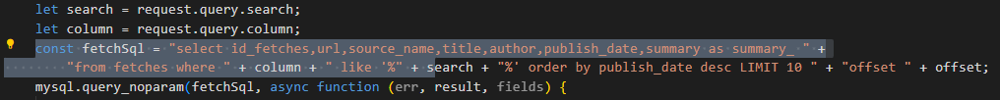 let search = request.query.search;
let column = request.query.column;
const fetchSql = "select id_fetches,url,source_name,title,author,publish_date,summary as summary_ " +
"from fetches where " + column + " like '%" + search + "%' order by publish_date desc LIMIT 10 " + "offset " + offset;
mysql.query_noparam(fetchSql, async function (err, result, fields) {